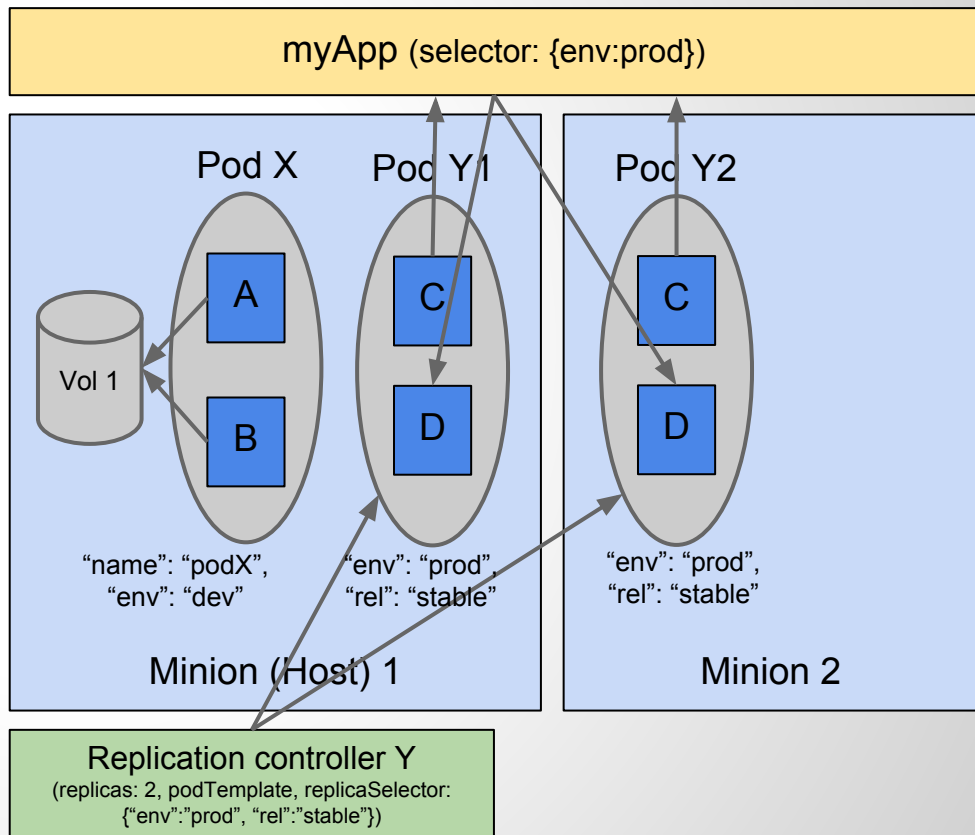 myApp (selector: {env:prod})
Pod X
Pod Y1
Pod Y2
A
C
C
Vol 1
B
D
D
“name”: “podX”,
“env”: “dev”
“env”: “prod”,
“rel”: “stable”
“env”: “prod”,
“rel”: “stable”
Minion (Host) 1
Minion 2
Replication controller Y
(replicas: 2, podTemplate, replicaSelector:
{“env”:”prod”, “rel”:”stable”})